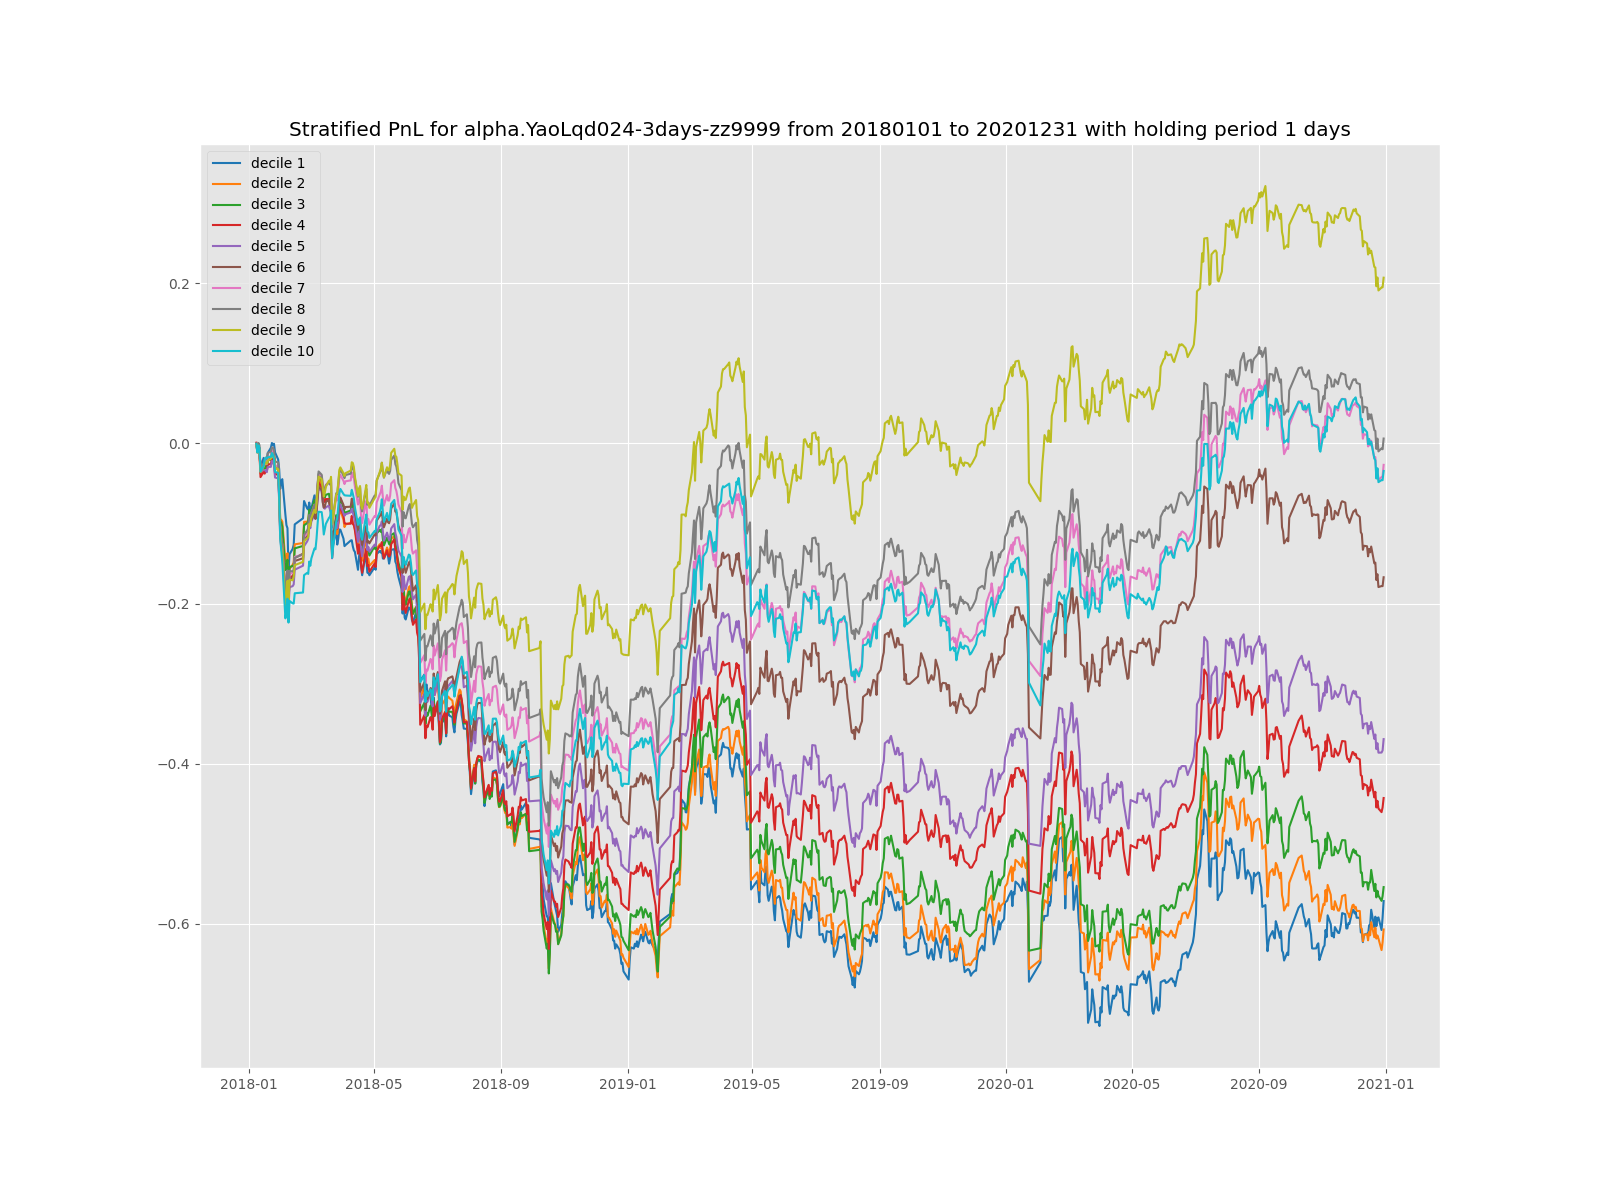 Stratified PnL for alpha.YaoLqd024-3days-zz9999 from 20180101 to 20201231 with holding period 1 days
decile 1
decile 2
decile 3
decile 4
decile 5
decile 6
decile 7
decile 8
decile 9
decile 10
0.2
0.0
−0.2
−0.4
−0.6
2018-01 2018-05 2018-09 2019-01 2019-05 2019-09 2020-01 2020-05 2020-09 2021-01